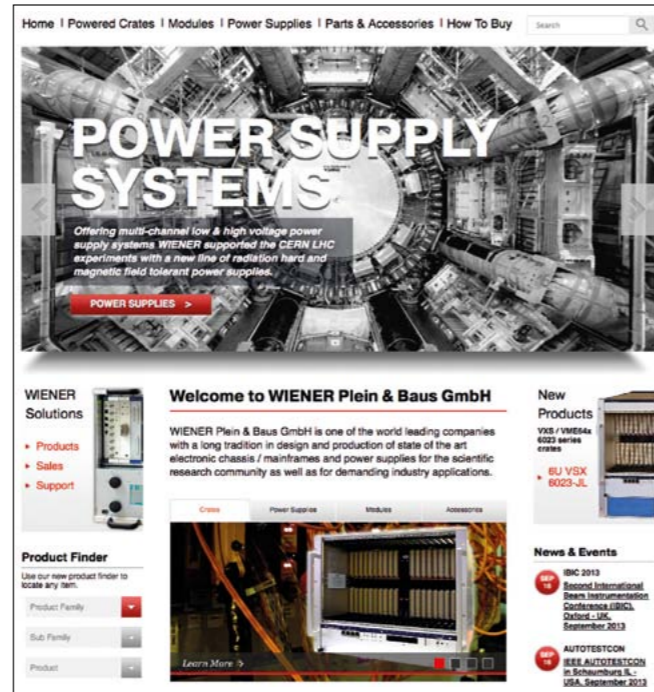 Home | Powered Crates | Modules | Power Supplies | Parts & Accessories | How To Buy
Search
POWER SUPPLY
SYSTEMS
Offering multi-channel low & high voltage power
supply systems WIENER supported the CERN LHC
experiments with a new line of radiation hard and
magnetic field tolerant power supplies.
POWER SUPPLIES >
WIENER
Solutions
Products
Sales
Support
Welcome to WIENER Plein & Baus GmbH
WIENER Plein & Baus GmbH is one of the world leading companies
with a long tradition in design and production of state of the art
electronic chassis / mainframes and power supplies for the scientific
research community as well as for demanding industry applications.
New
Products
VXS / VME64x
6023 series
crates
6U VSX
6023-JL
Crates
Power Supplies
Modules
Accessories
Learn More
Product Finder
Use our new product finder to
locate any item.
Product Family
Sub Family
Product
News & Events
SEP
16
IBIC 2013
Second International
Beam Instrumentation
Conference (IBIC),
Oxford - UK,
September 2013
SEP
16
AUTOTESTCON
IEEE AUTOTESTCON
in Schaumburg IL -
USA, September 2013